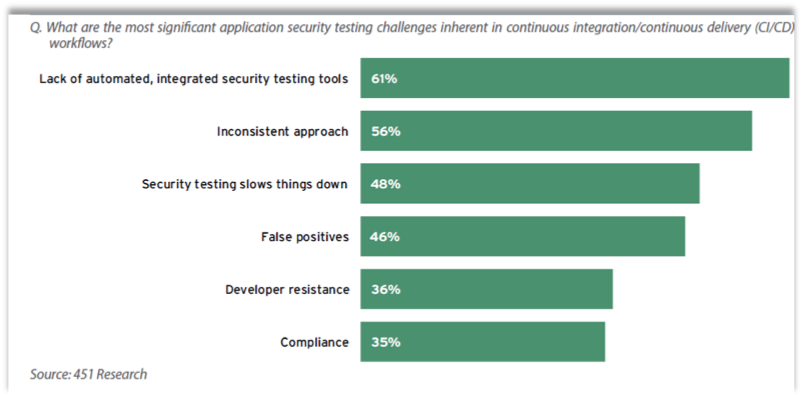 Q. What are the most significant application security testing challenges inherent in continuous integration/continuous delivery (CI/CD)
workflows?
Lack of automated, integrated security testing tools 61%
Inconsistent approach 56%
Security testing slows things down 48%
False positives 46%
Developer resistance 36%
Compliance 35%
Source: 451 Research